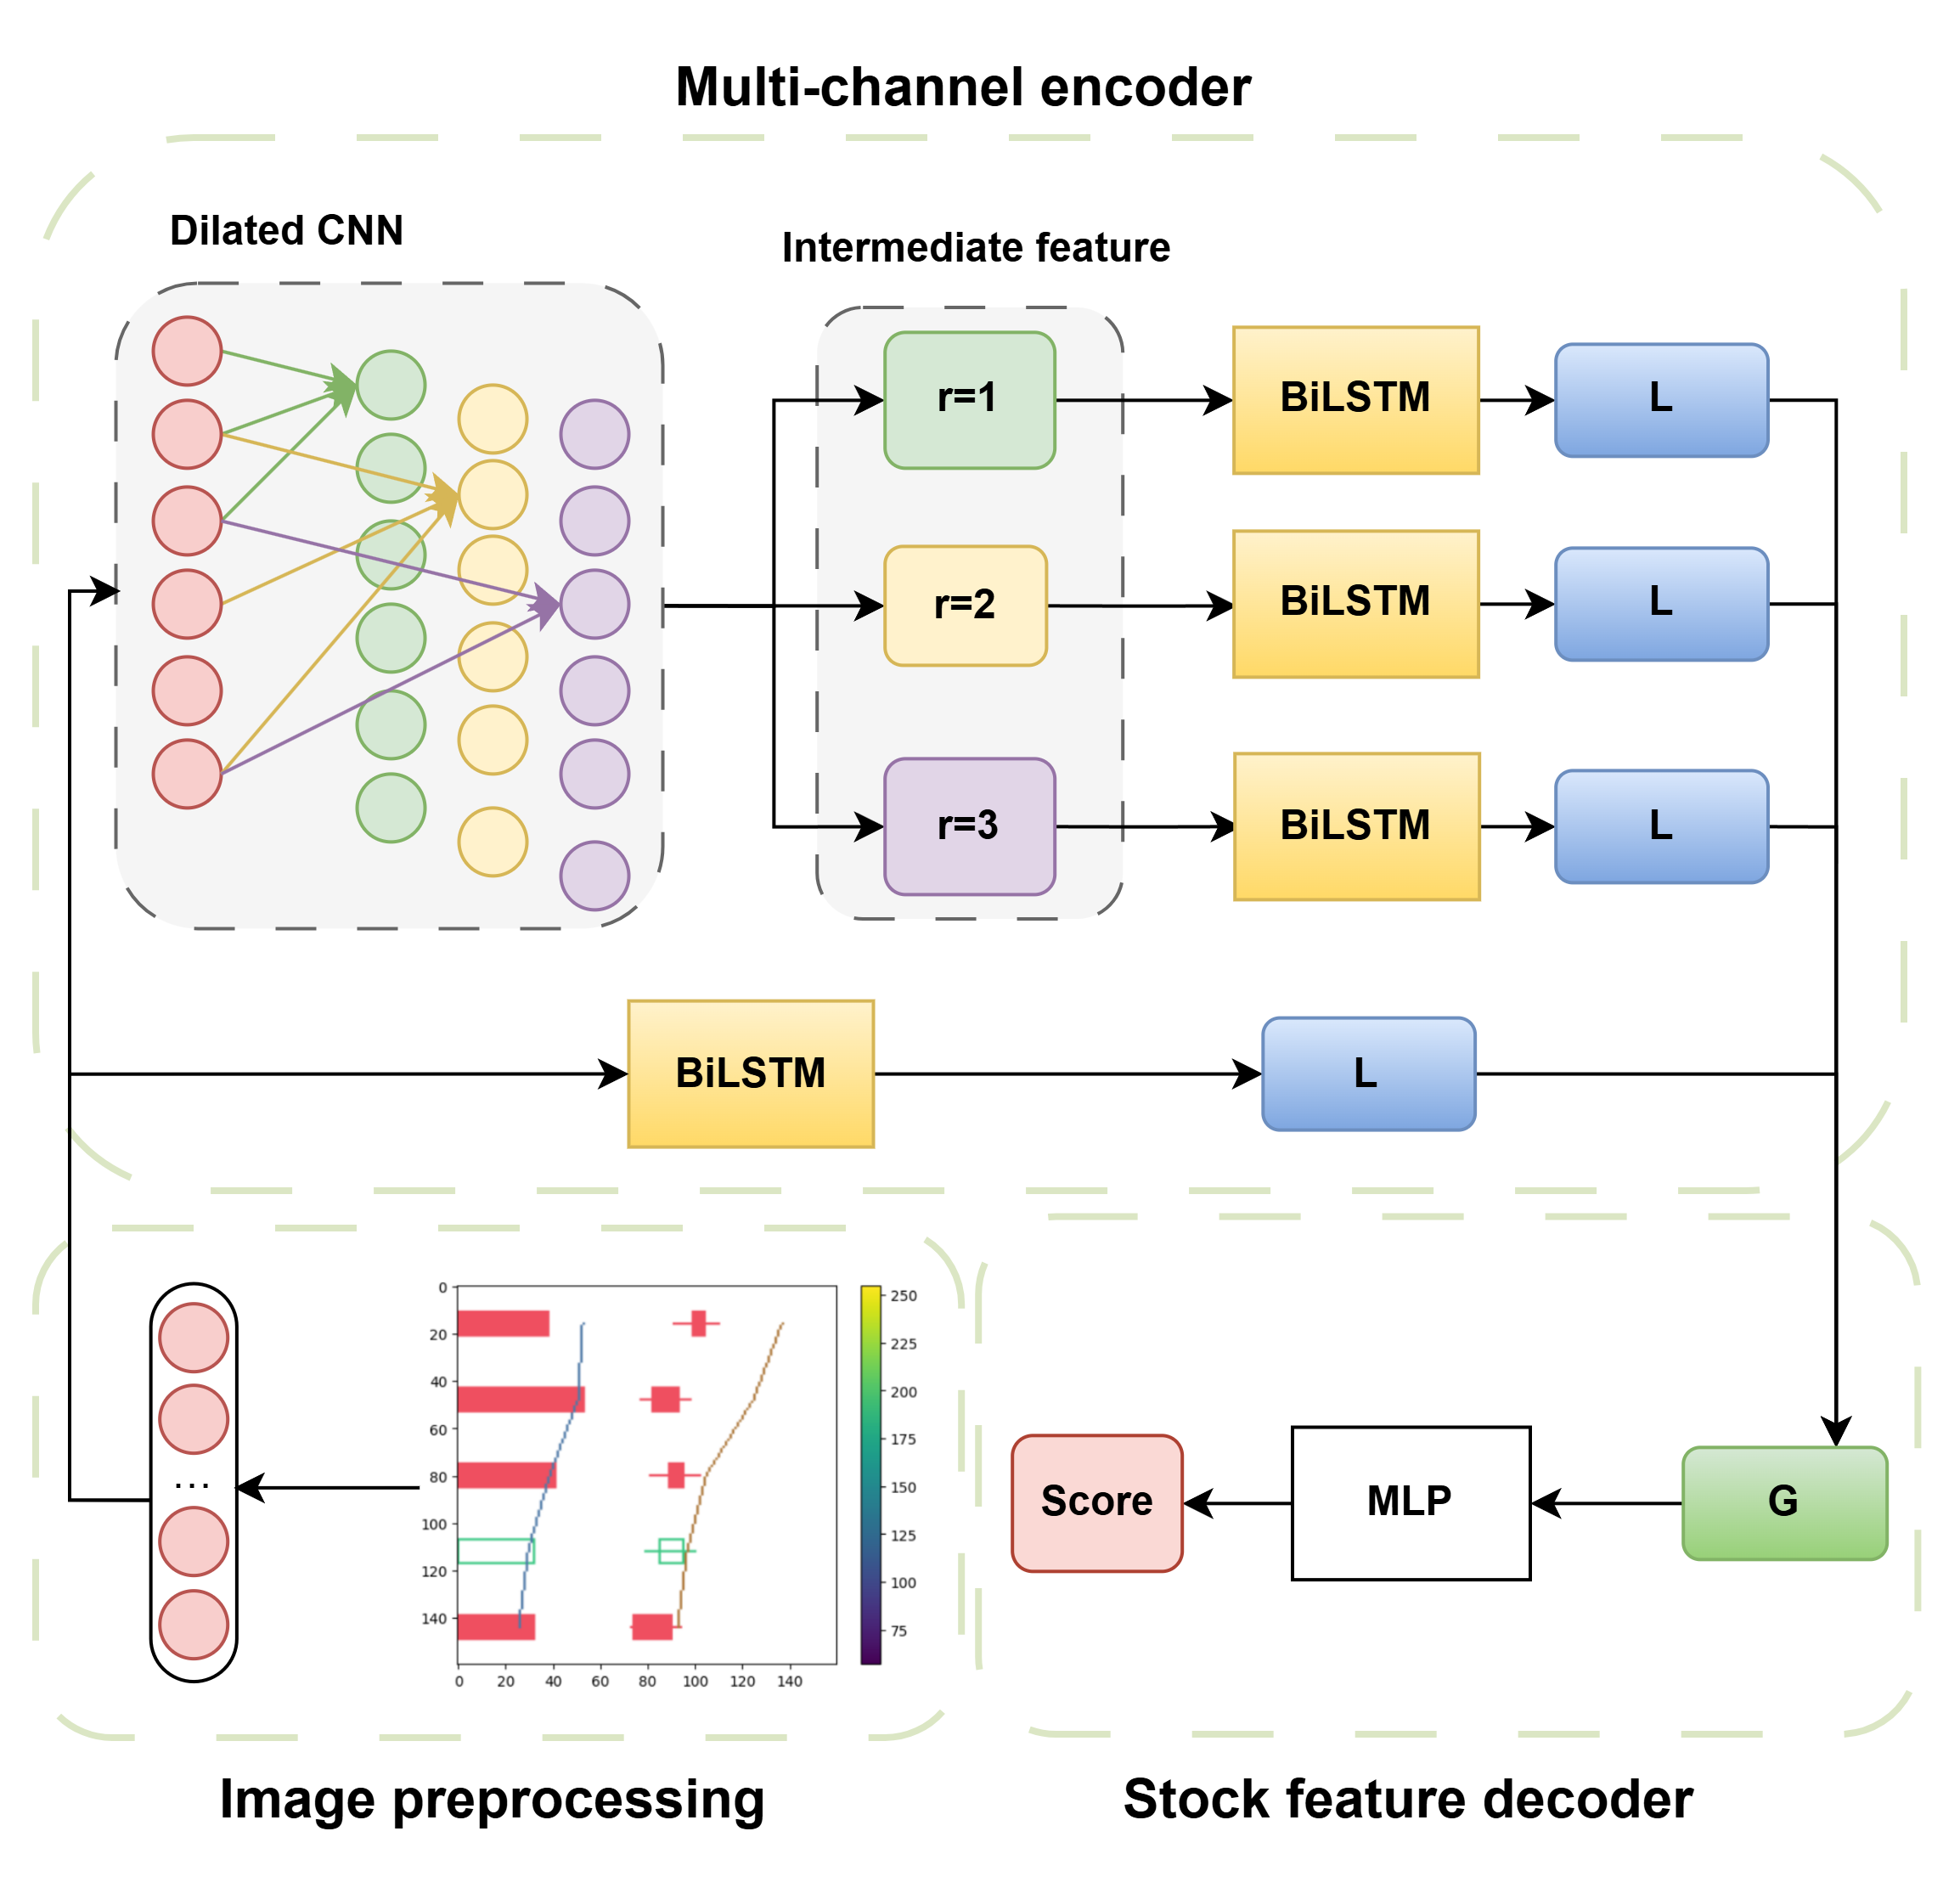 Multi-channel encoder
Dilated CNN
Intermediate feature
r=1
BiLSTM
L
r=2
BiLSTM
L
r=3
BiLSTM
L
BiLSTM
L
0
20
40
60
80
100
120
140
0 20 40 60 80 100 120 140
250
225
200
175
150
125
100
75
...
Score
MLP
G
Image preprocessing
Stock feature decoder